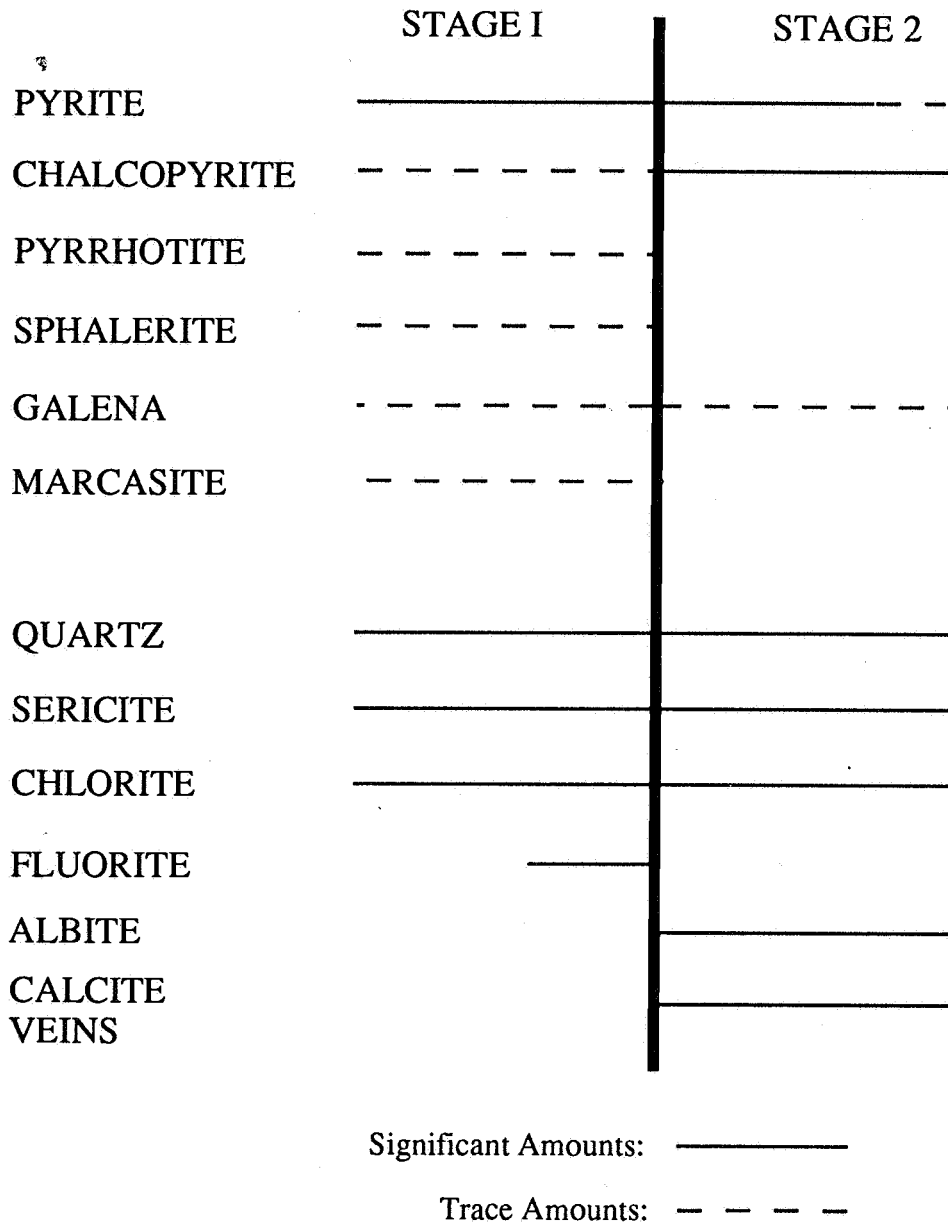 STAGE I STAGE 2
PYRITE
CHALCOPYRITE
PYRRHOTITE
SPHALERITE
GALENA
MARCASITE
QUARTZ
SERICITE
CHLORITE
FLUORITE
ALBITE
CALCITE
VEINS
Significant Amounts:
Trace Amounts: